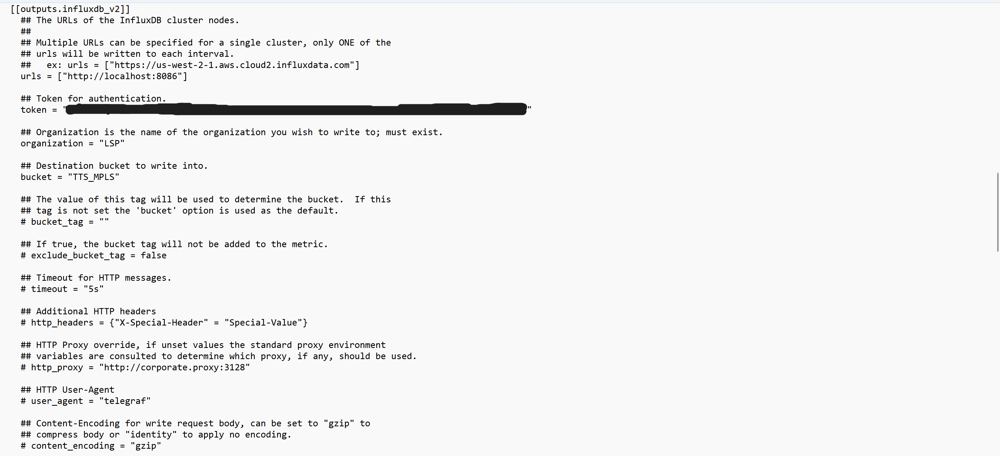 [[outputs.influxdb_v2]]
## The URLs of the InfluxDB cluster nodes.
##
## Multiple URLs can be specified for a single cluster, only ONE of the
## urls will be written to each interval.
##   ex: urls = ["https://us-west-2-1.aws.cloud2.influxdata.com"]
urls = ["http://localhost:8086"]
## Token for authentication.
token = ""
## Organization is the name of the organization you wish to write to; must exist.
organization = "LSP"
## Destination bucket to write into.
bucket = "TTS_MPLS"
## The value of this tag will be used to determine the bucket.  If this
## tag is not set the 'bucket' option is used as the default.
# bucket_tag = ""
## If true, the bucket tag will not be added to the metric.
# exclude_bucket_tag = false
## Timeout for HTTP messages.
# timeout = "5s"
## Additional HTTP headers
# http_headers = {"X-Special-Header" = "Special-Value"}
## HTTP Proxy override, if unset values the standard proxy environment
## variables are consulted to determine which proxy, if any, should be used.
# http_proxy = "http://corporate.proxy:3128"
## HTTP User-Agent
# user_agent = "telegraf"
## Content-Encoding for write request body, can be set to "gzip" to
## compress body or "identity" to apply no encoding.
# content_encoding = "gzip"